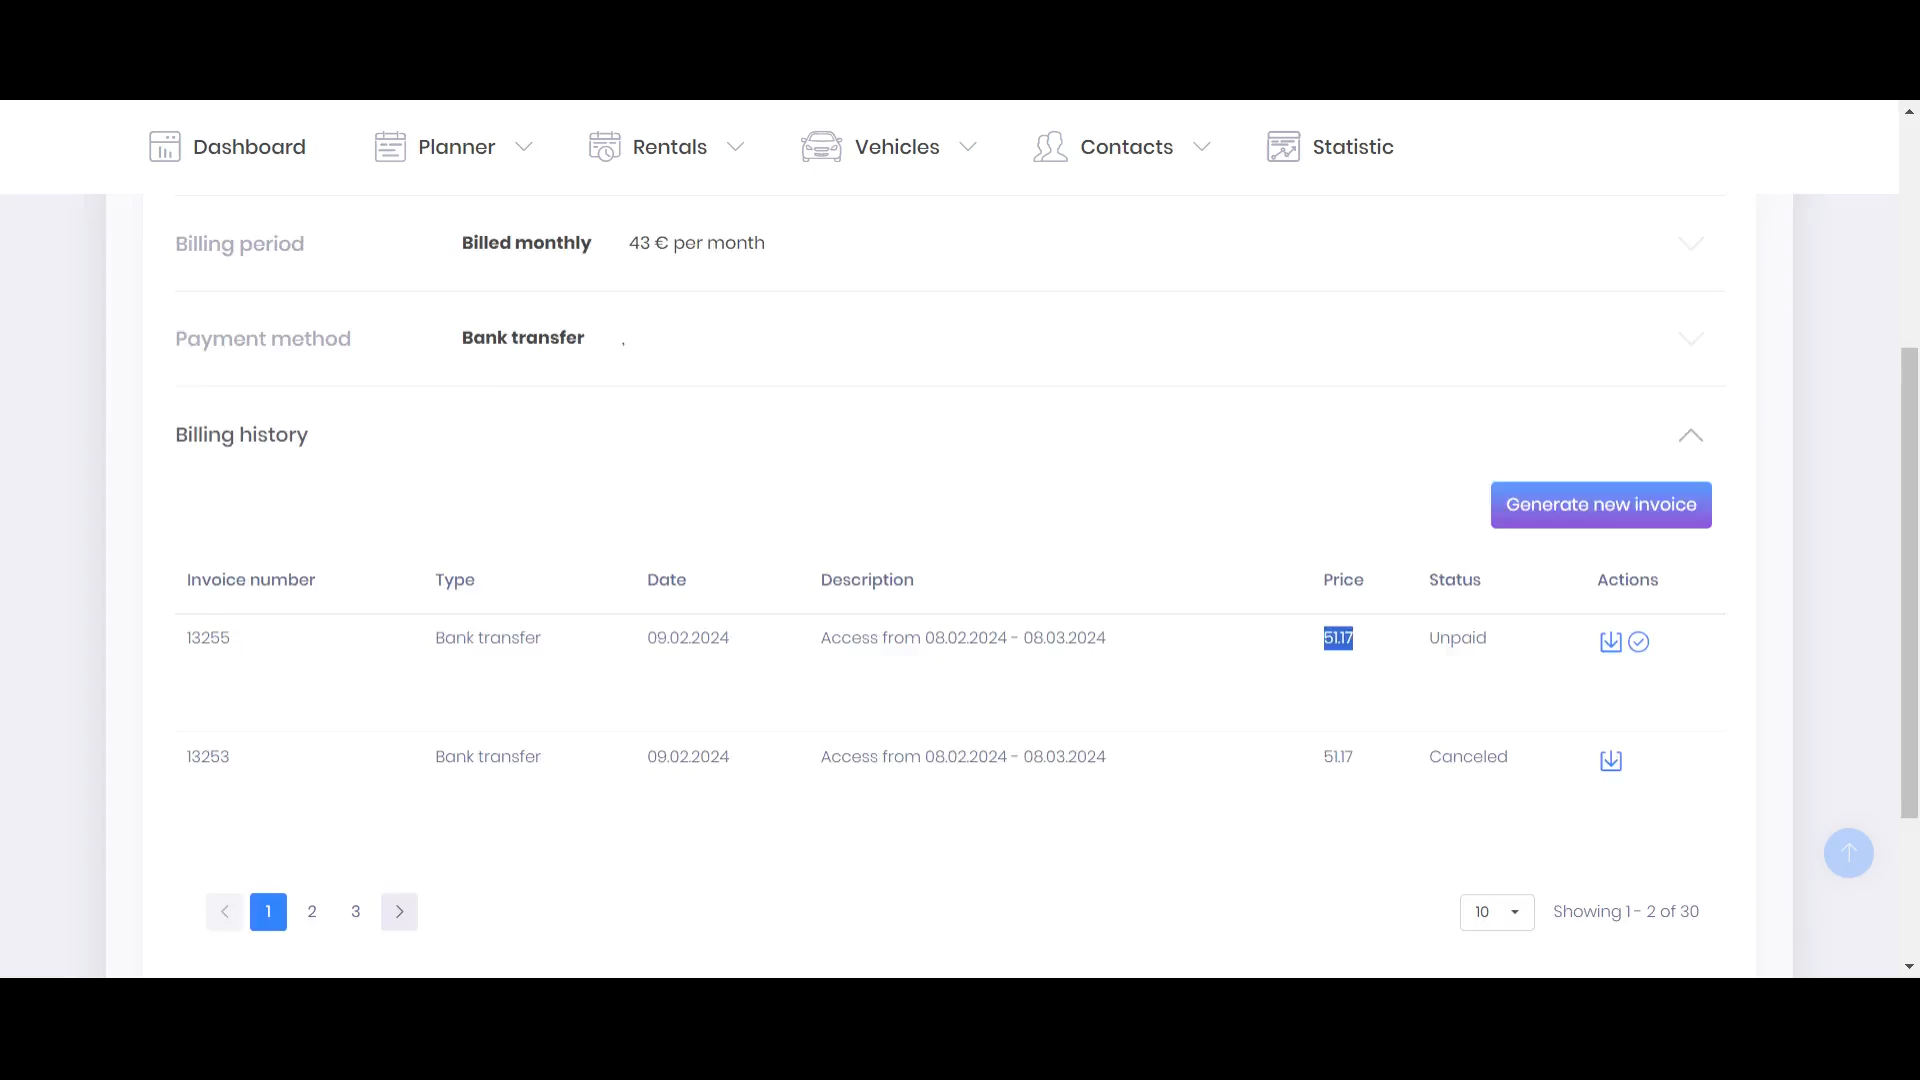 Dashboard Planner Rentals Vehicles Contacts Statistic
Billing period Billed monthly 43 € per month
Payment method Bank transfer ,
Billing history
Generate new invoice
Invoice number Type Date Description Price Status Actions
13255 Bank transfer 09.02.2024 Access from 08.02.2024 - 08.03.2024 51.17 Unpaid
13253 Bank transfer 09.02.2024 Access from 08.02.2024 - 08.03.2024 51.17 Canceled
1 2 3 10 Showing 1 - 2 of 30